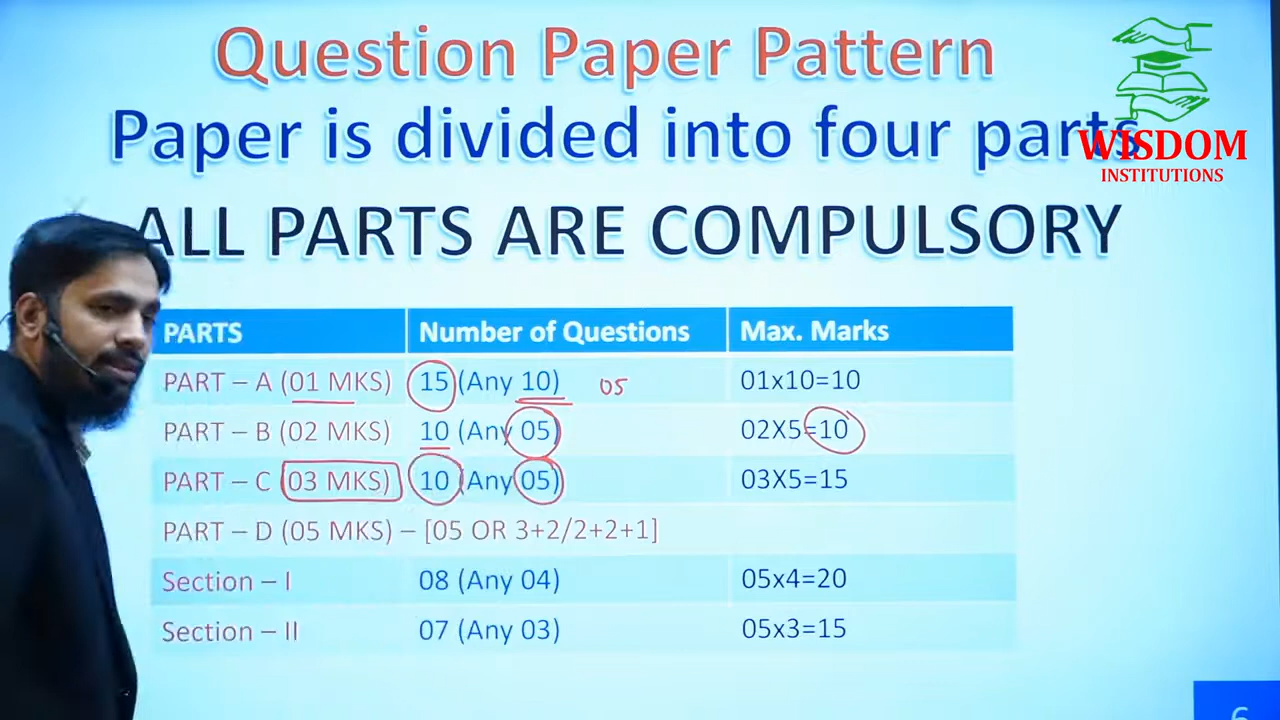 Question Paper Pattern
Paper is divided into four parts
WISDOM
INSTITUTIONS
ALL PARTS ARE COMPULSORY
PARTS Number of Questions Max. Marks
PART – A (01 MKS) 15 (Any 10) 05 01x10=10
PART – B (02 MKS) 10 (Any 05) 02X5=10
PART – C (03 MKS) 10 (Any 05) 03X5=15
PART – D (05 MKS) – [05 OR 3+2/2+2+1]
Section – I 08 (Any 04) 05x4=20
Section – II 07 (Any 03) 05x3=15
6